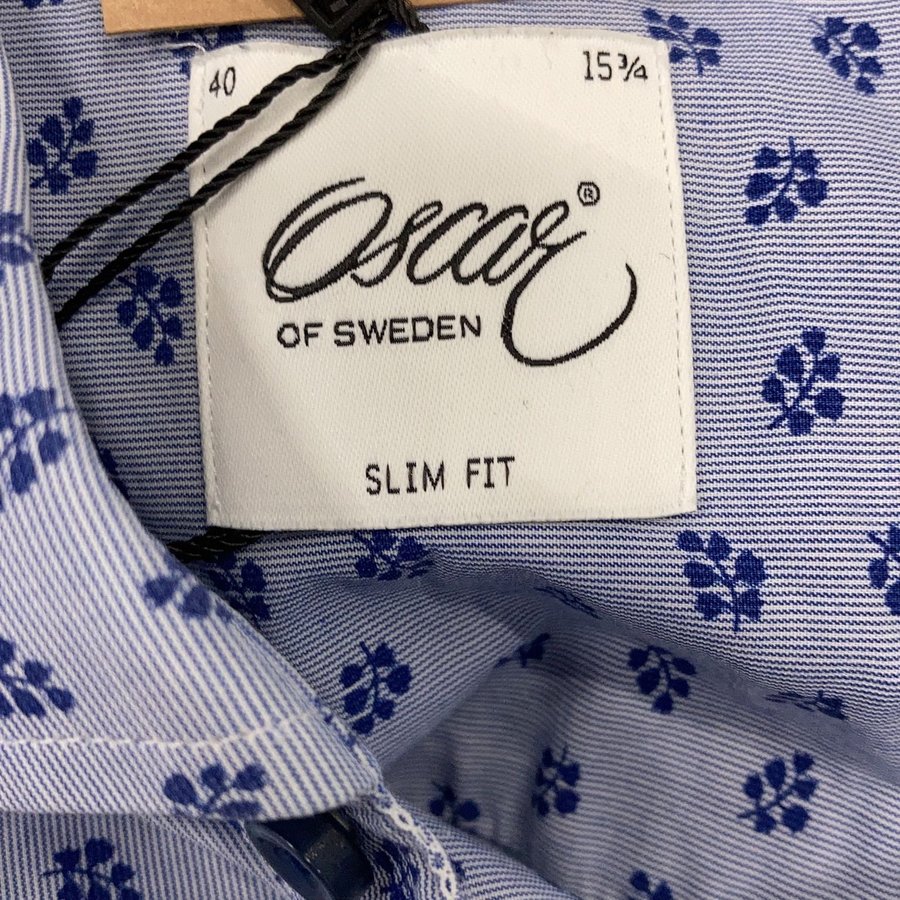 40 15¾
Oscar®
OF SWEDEN
SLIM FIT